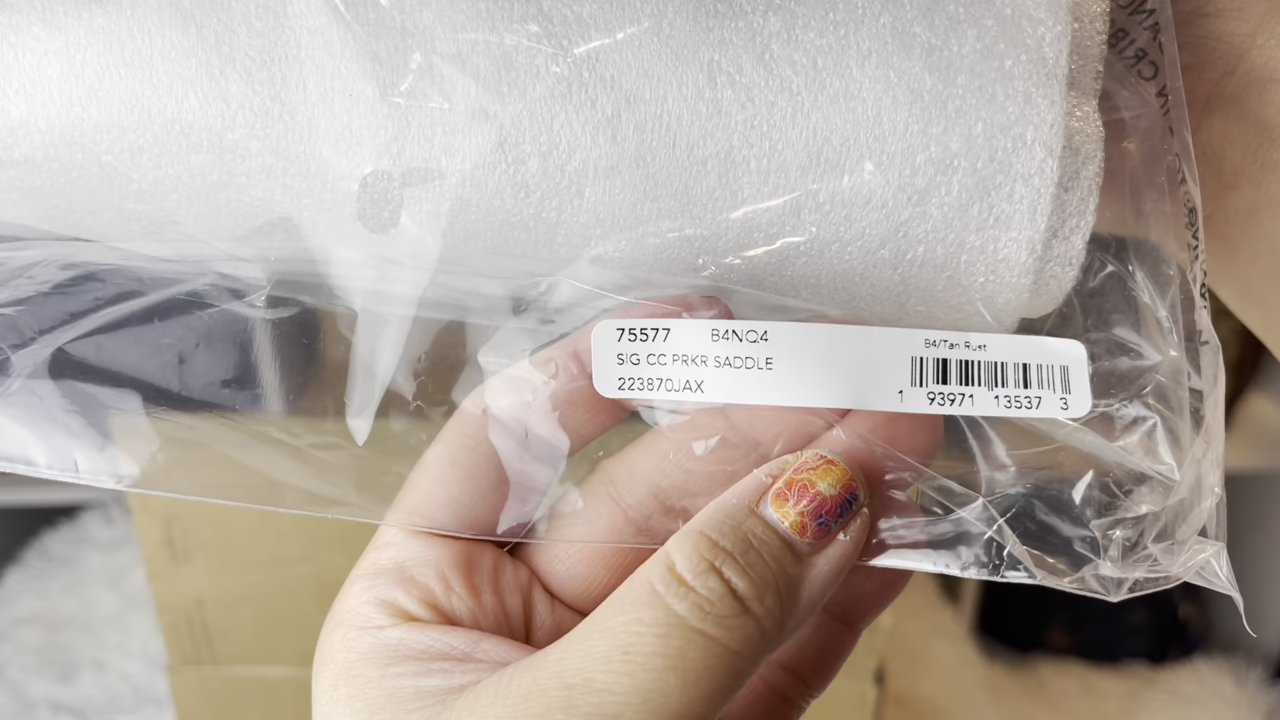 75577 B4NQ4
SIG CC PRKR SADDLE
223870JAX
B4/Tan Rust
1 93971 13537 3